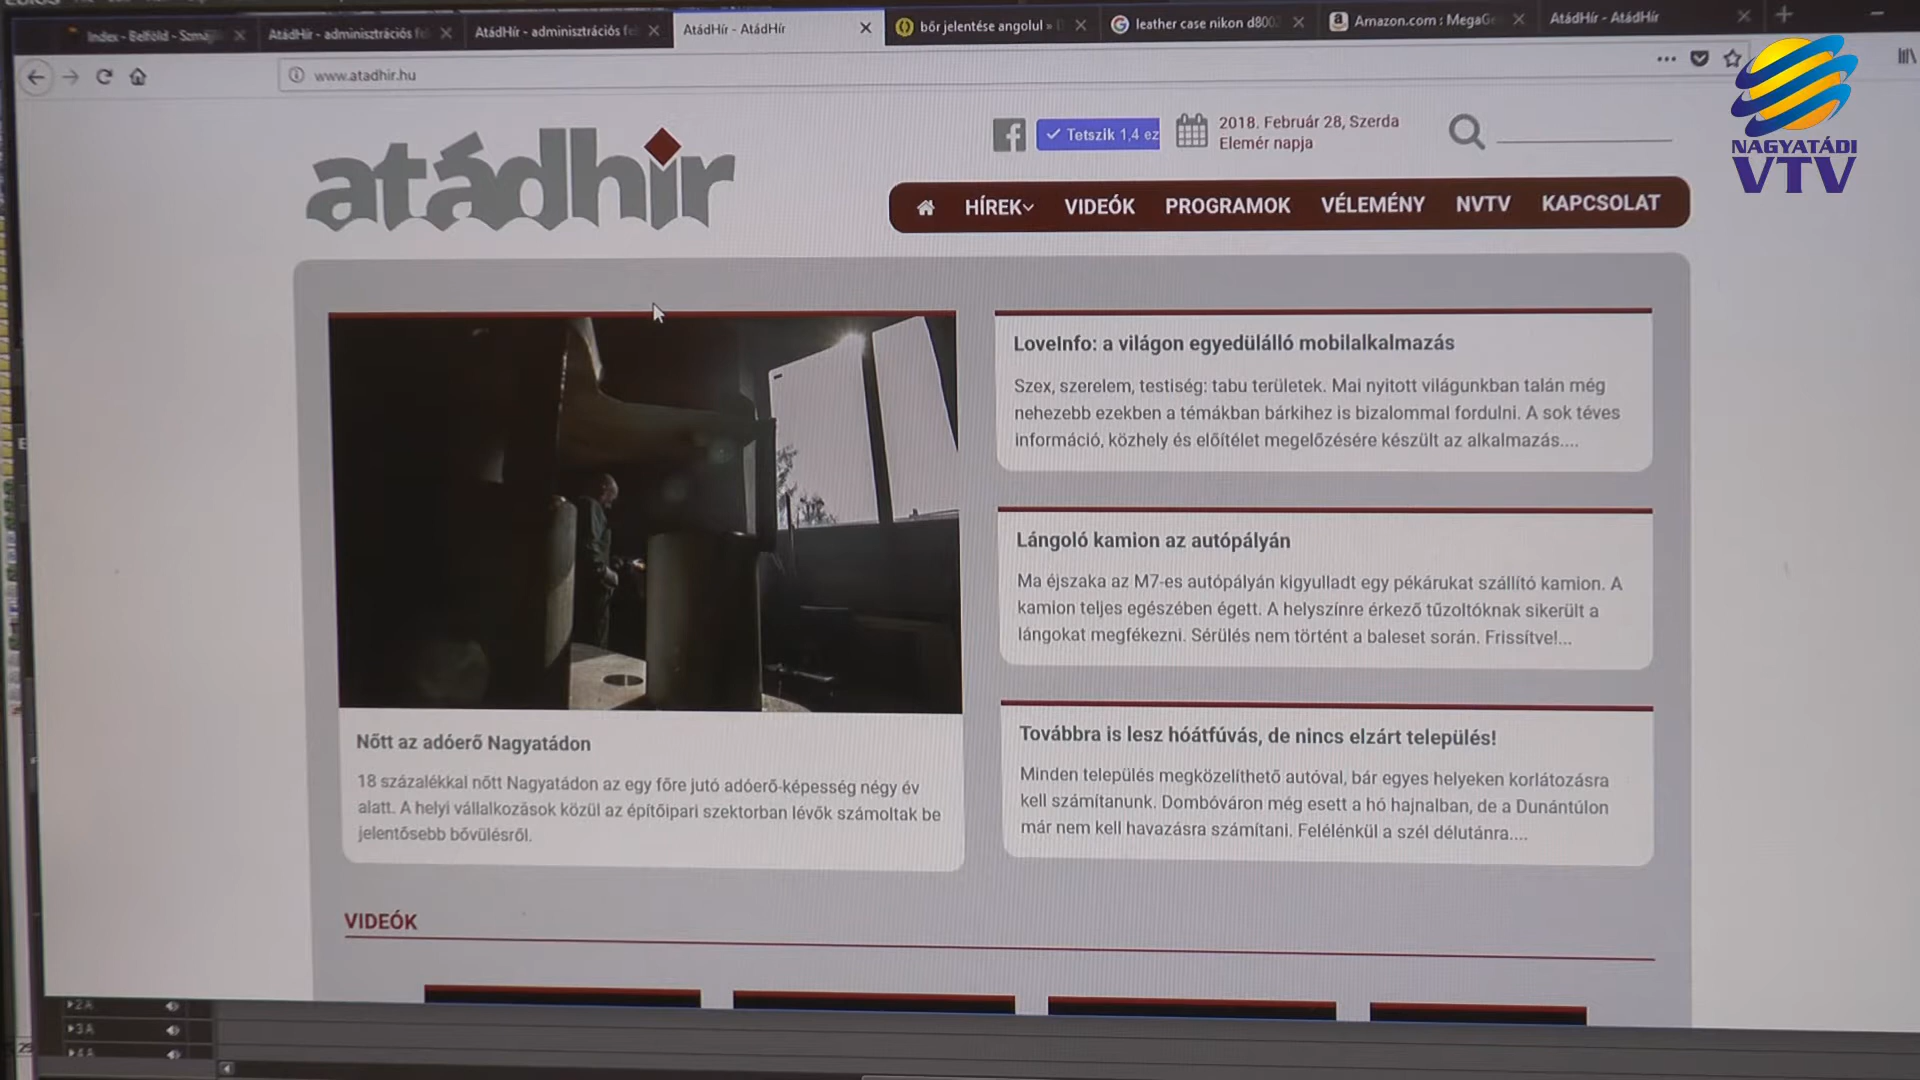 AtádHír - adminisztrációs fe
AtádHír - adminisztrációs fel
AtádHír - AtádHír
bőr jelentése angolul »
leather case nikon d800
Amazon.com : MegaG
AtádHír - AtádHír
www.atadhir.hu
atádhír
Tetszik 1,4 ez
2018. Február 28, Szerda
Elemér napja
NAGYATÁDI
VTV
HÍREK
VIDEÓK
PROGRAMOK
VÉLEMÉNY
NVTV
KAPCSOLAT
LoveInfo: a világon egyedülálló mobilalkalmazás
Szex, szerelem, testiség: tabu területek. Mai nyitott világunkban talán még
nehezebb ezekben a témákban bárkihez is bizalommal fordulni. A sok téves
információ, közhely és előítélet megelőzésére készült az alkalmazás....
Lángoló kamion az autópályán
Ma éjszaka az M7-es autópályán kigyulladt egy pékárukat szállító kamion. A
kamion teljes egészében égett. A helyszínre érkező tűzoltóknak sikerült a
lángokat megfékezni. Sérülés nem történt a baleset során. Frissítve!...
Továbbra is lesz hóátfúvás, de nincs elzárt település!
Minden település megközelíthető autóval, bár egyes helyeken korlátozásra
kell számítanunk. Dombóváron még esett a hó hajnalban, de a Dunántúlon
már nem kell havazásra számítani. Felélénkül a szél délutánra....
Nőtt az adóerő Nagyatádon
18 százalékkal nőtt Nagyatádon az egy főre jutó adóerő-képesség négy év
alatt. A helyi vállalkozások közül az építőipari szektorban lévők számoltak be
jelentősebb bővülésről.
VIDEÓK
2A
3A